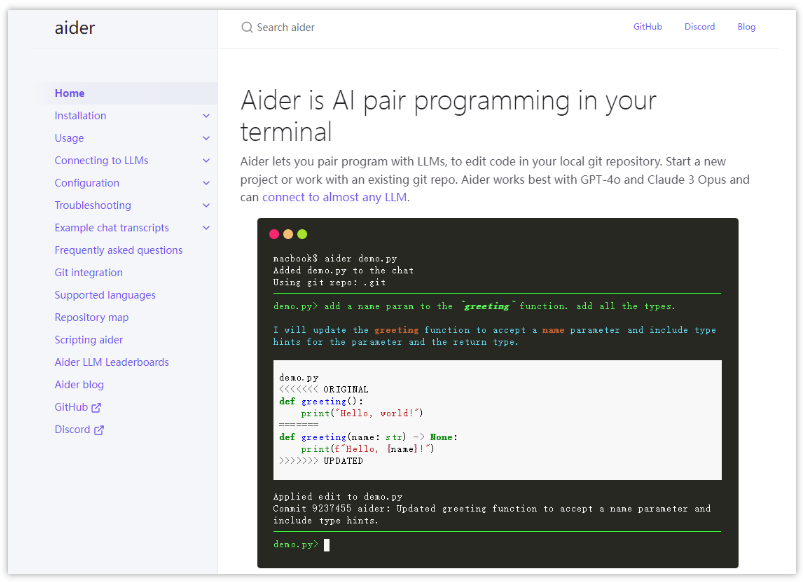 aider
Search aider
GitHub
Discord
Blog
Home
Installation
Usage
Connecting to LLMs
Configuration
Troubleshooting
Example chat transcripts
Frequently asked questions
Git integration
Supported languages
Repository map
Scripting aider
Aider LLM Leaderboards
Aider blog
GitHub
Discord
Aider is AI pair programming in your
terminal
Aider lets you pair program with LLMs, to edit code in your local git repository. Start a new
project or work with an existing git repo. Aider works best with GPT-4o and Claude 3 Opus and
can connect to almost any LLM.
macbook$ aider demo.py
Added demo.py to the chat
Using git repo: .git
demo.py> add a name param to the `greeting` function. add all the types.
I will update the greeting function to accept a name parameter and include type
hints for the parameter and the return type.
demo.py
<<<<<<< ORIGINAL
def greeting():
    print("Hello, world!")
=======
def greeting(name: str) -> None:
    print(f"Hello, {name}!")
>>>>>>> UPDATED
Applied edit to demo.py
Commit 9237455 aider: Updated greeting function to accept a name parameter and
include type hints.
demo.py>